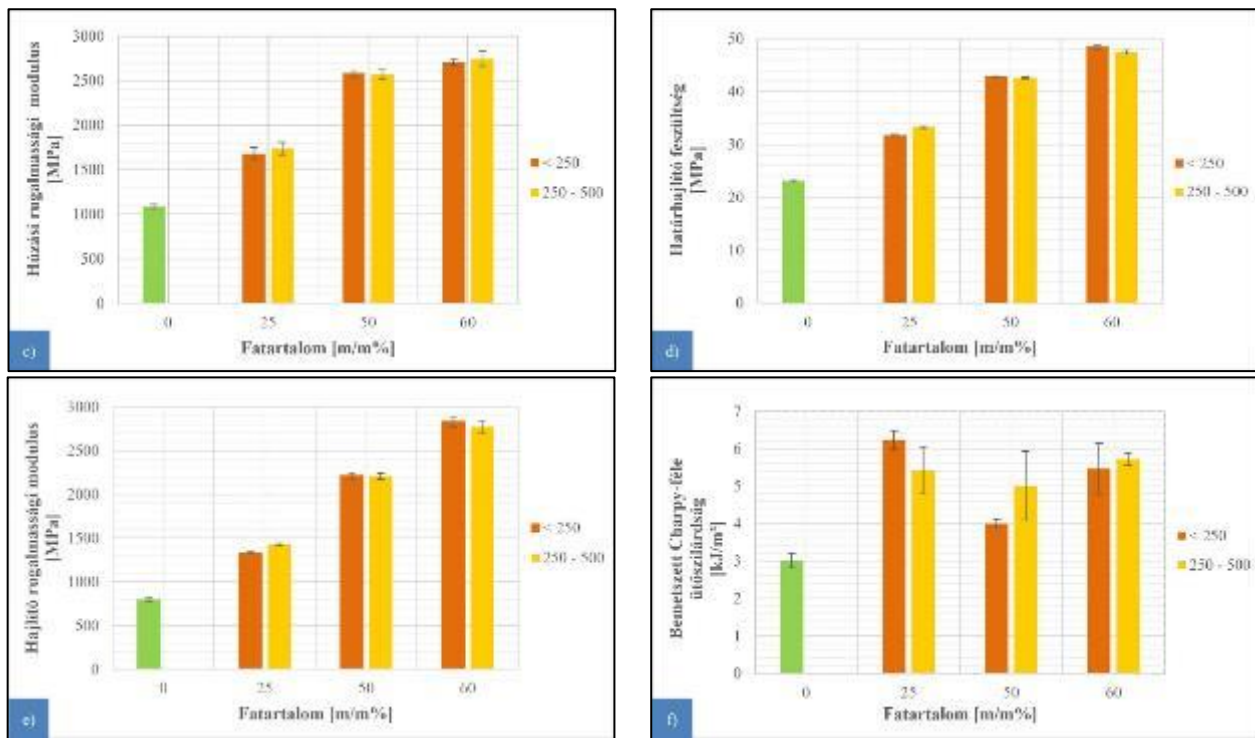 Húzási rugalmassági modulus
[MPa]
3000
2500
2000
1500
1000
500
0
0 25 50 60
Fatartalom [m/m%]
< 250
250 - 500
c)
Határhajlító feszültség
[MPa]
50
40
30
20
10
0
0 25 50 60
Fatartalom [m/m%]
< 250
250 - 500
d)
Hajlító rugalmassági modulus
[MPa]
3000
2500
2000
1500
1000
500
0
0 25 50 60
Fatartalom [m/m%]
< 250
250 - 500
e)
Bemetszett Charpy-féle
ütőszilárdság
[kJ/m²]
7
6
5
4
3
2
1
0
0 25 50 60
Fatartalom [m/m%]
< 250
250 - 500
f)